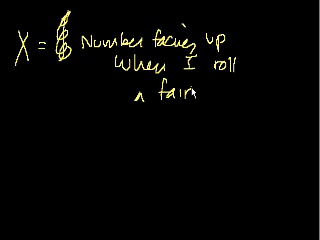 X = Number facing up
when I roll
a fair